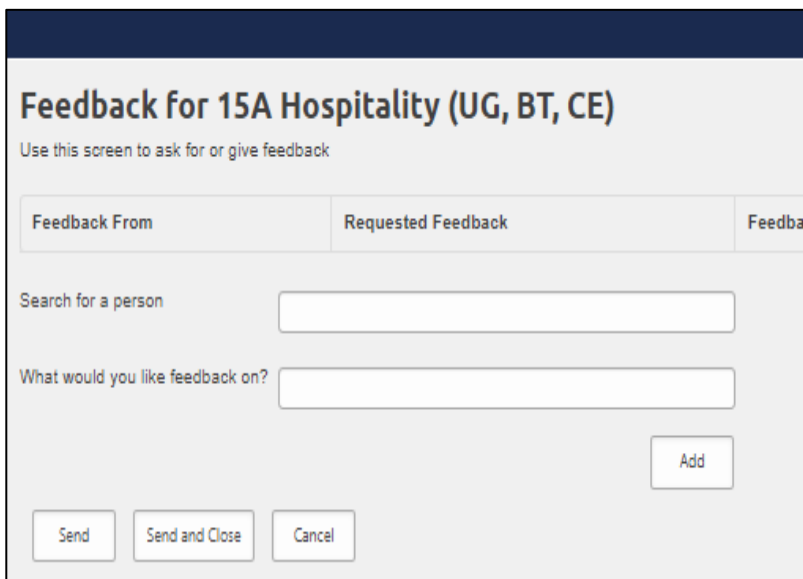 Feedback for 15A Hospitality (UG, BT, CE)
Use this screen to ask for or give feedback
Feedback From Requested Feedback Feedba
Search for a person
What would you like feedback on?
Add
Send Send and Close Cancel